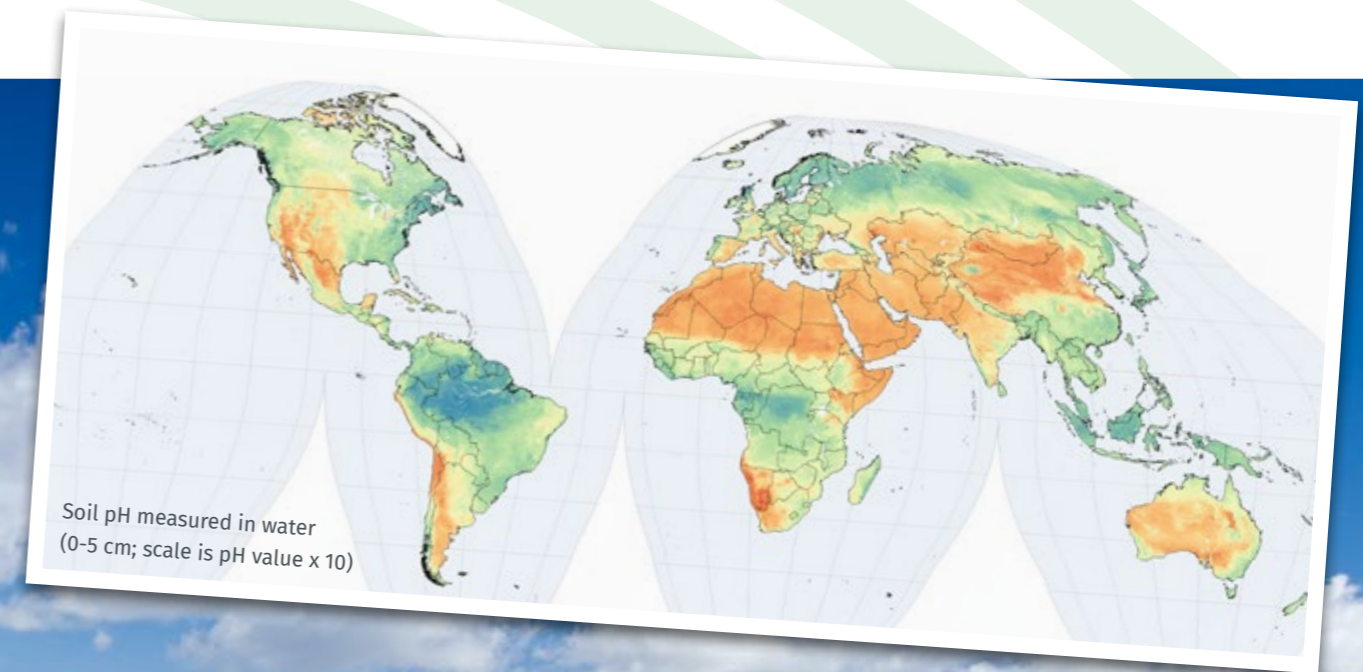 Soil pH measured in water
(0-5 cm; scale is pH value x 10)